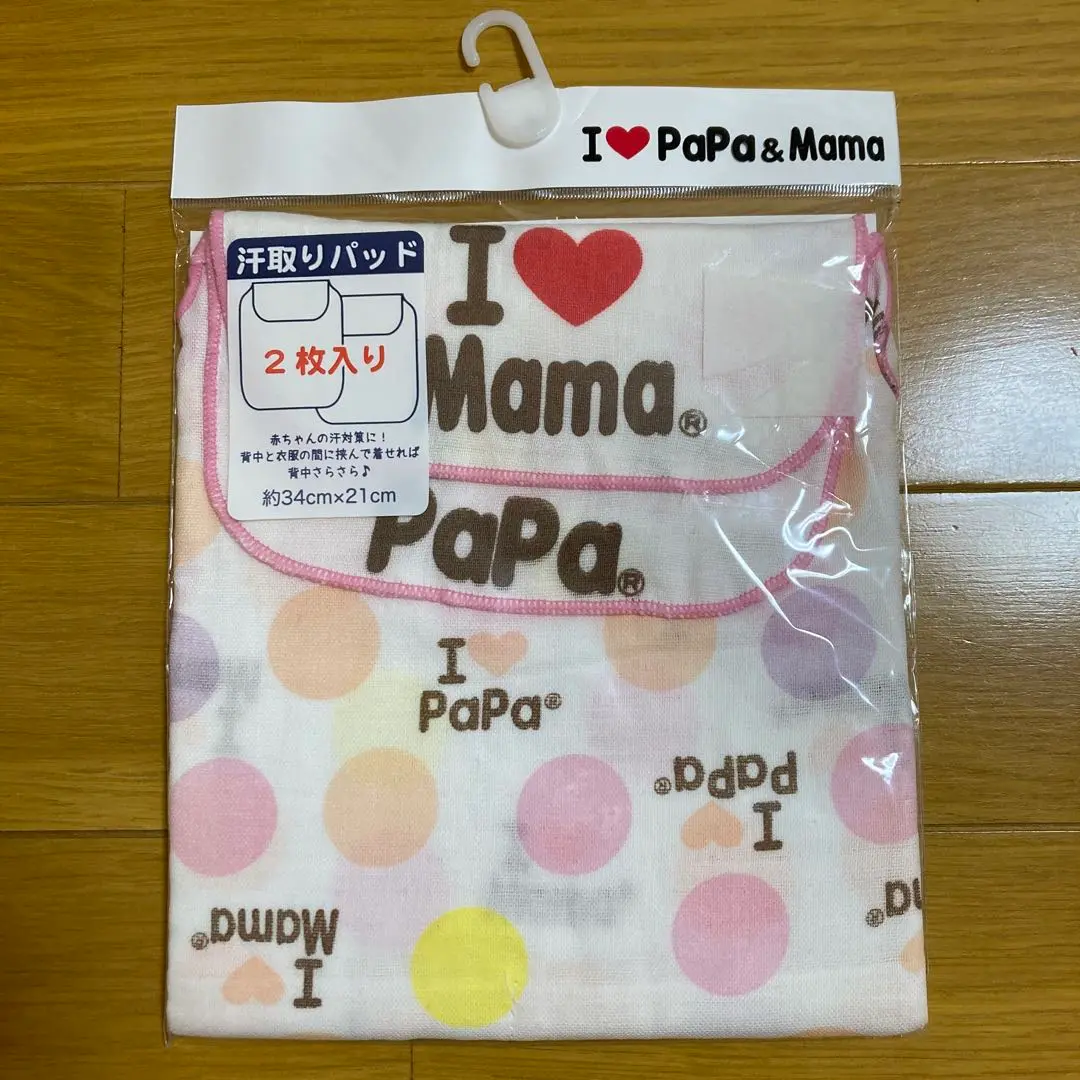 I❤PaPa&Mama
汗取りパッド
2枚入り
赤ちゃんの汗対策に!
背中と衣服の間に挟んで着せれば
背中さらさら♪
約34cm×21cm
I❤
Mama®
PaPa®
I❤
PaPa®
I❤
PaPa®
I❤
Mama®